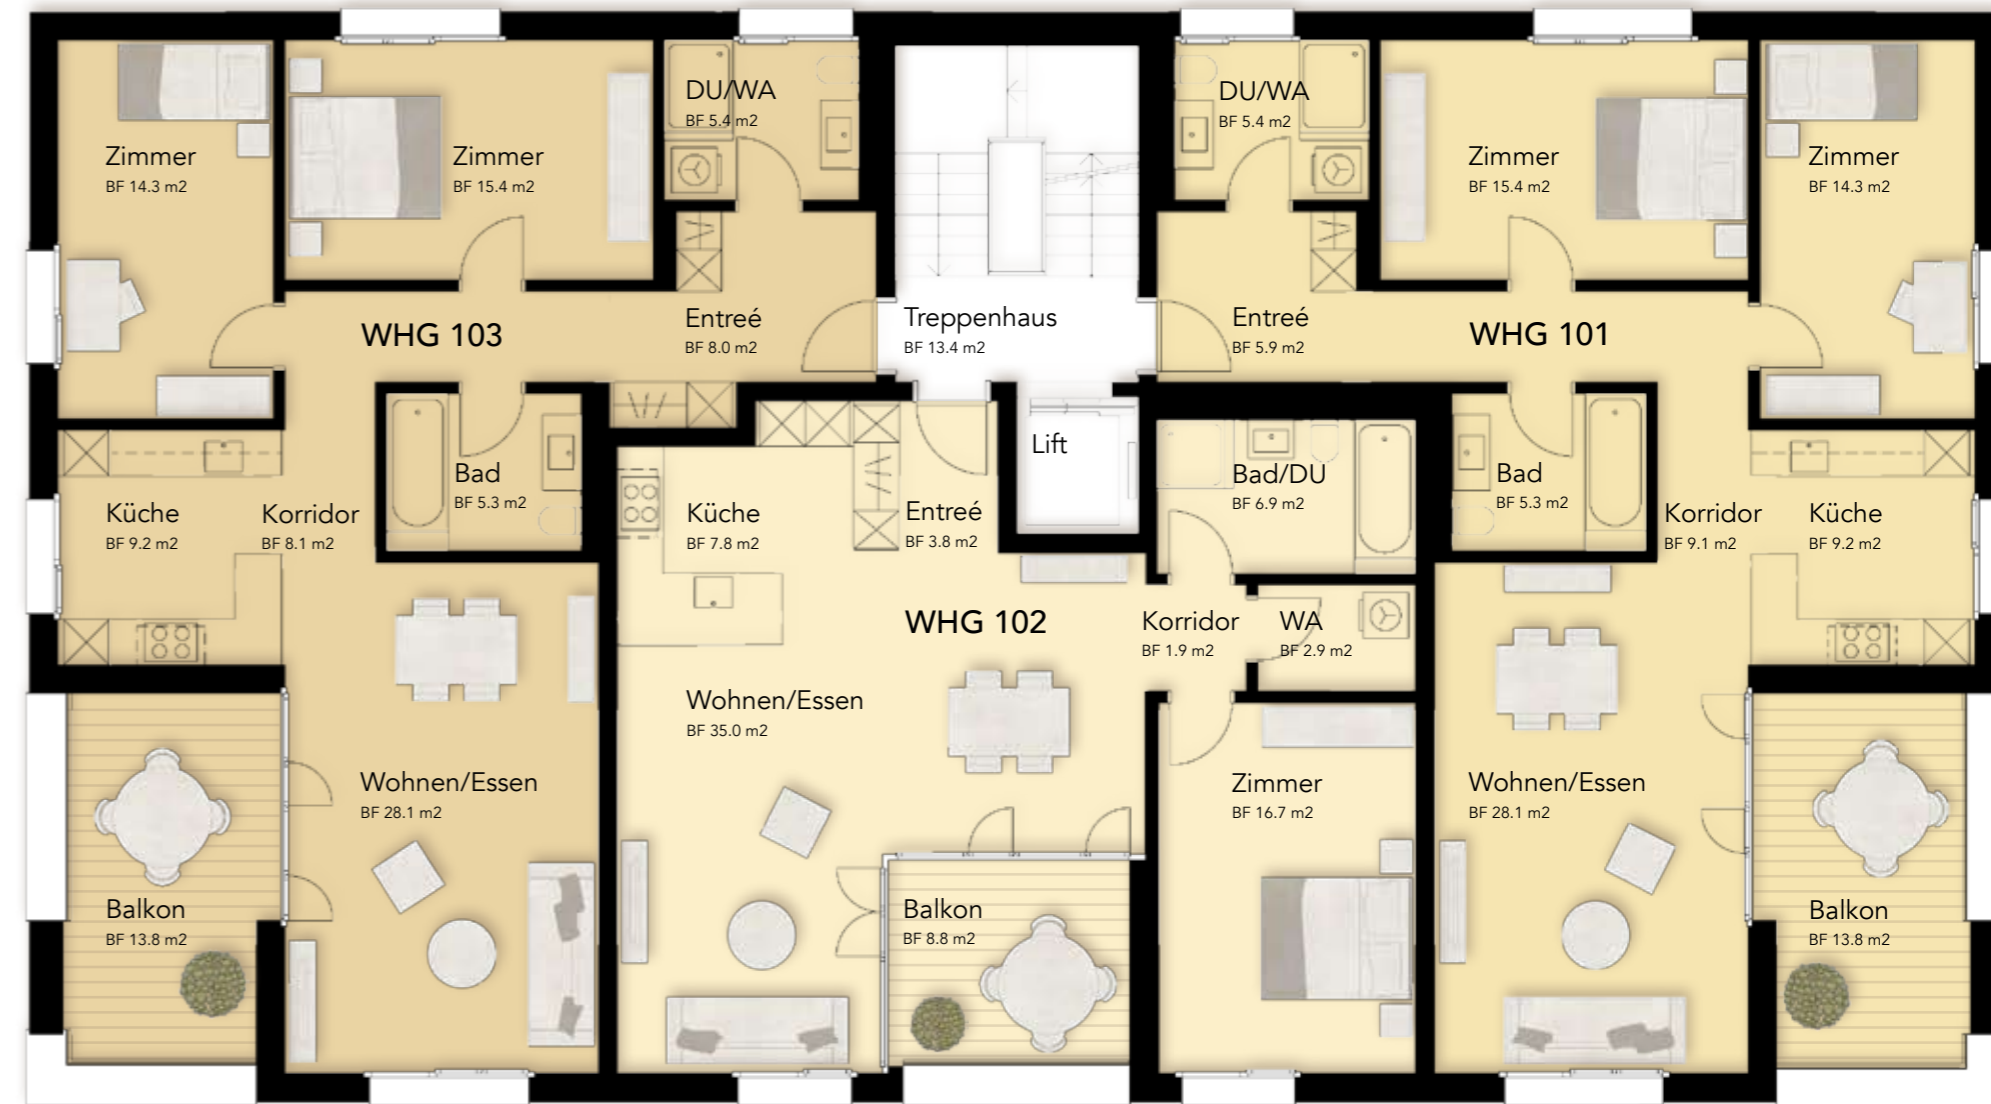 Zimmer
BF 14.3 m2
Zimmer
BF 15.4 m2
DU/WA
BF 5.4 m2
DU/WA
BF 5.4 m2
Zimmer
BF 15.4 m2
Zimmer
BF 14.3 m2
WHG 103
Entreé
BF 8.0 m2
Treppenhaus
BF 13.4 m2
Entreé
BF 5.9 m2
WHG 101
Küche
BF 9.2 m2
Korridor
BF 8.1 m2
Bad
BF 5.3 m2
Küche
BF 7.8 m2
Entreé
BF 3.8 m2
Lift
Bad/DU
BF 6.9 m2
Bad
BF 5.3 m2
Korridor
BF 9.1 m2
Küche
BF 9.2 m2
WHG 102
Korridor
BF 1.9 m2
WA
BF 2.9 m2
Wohnen/Essen
BF 35.0 m2
Wohnen/Essen
BF 28.1 m2
Zimmer
BF 16.7 m2
Wohnen/Essen
BF 28.1 m2
Balkon
BF 13.8 m2
Balkon
BF 8.8 m2
Balkon
BF 13.8 m2